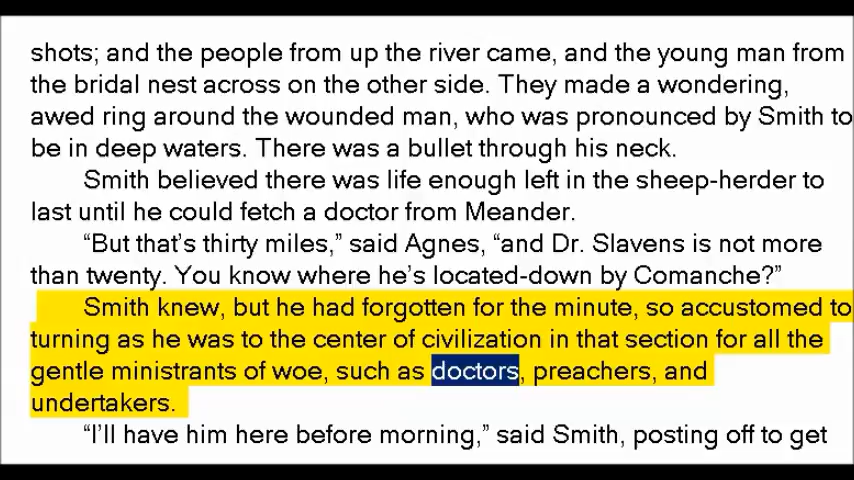 shots; and the people from up the river came, and the young man from
the bridal nest across on the other side. They made a wondering,
awed ring around the wounded man, who was pronounced by Smith to
be in deep waters. There was a bullet through his neck.
Smith believed there was life enough left in the sheep-herder to
last until he could fetch a doctor from Meander.
“But that’s thirty miles,” said Agnes, “and Dr. Slavens is not more
than twenty. You know where he’s located-down by Comanche?”
Smith knew, but he had forgotten for the minute, so accustomed to
turning as he was to the center of civilization in that section for all the
gentle ministrants of woe, such as doctors, preachers, and
undertakers.
“I’ll have him here before morning,” said Smith, posting off to get